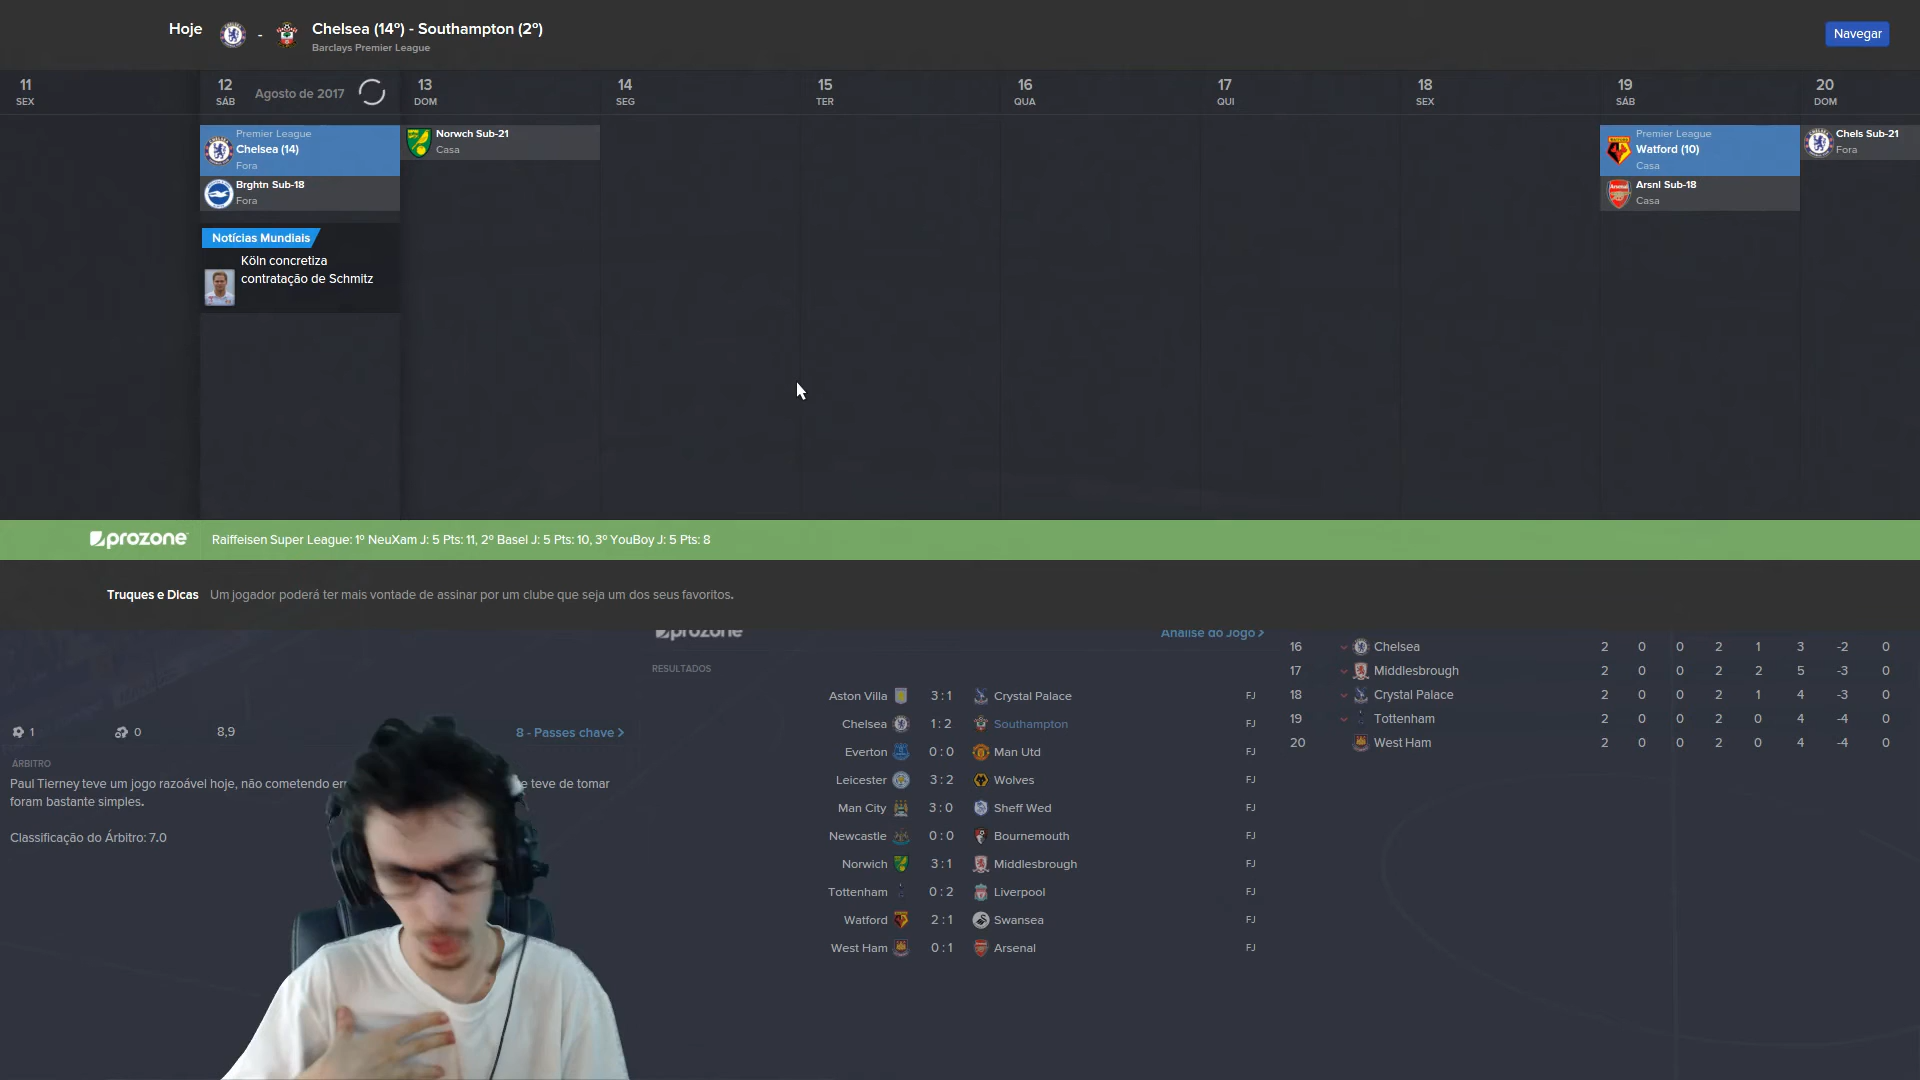 Hoje
-
Chelsea (14º) - Southampton (2º)
Barclays Premier League
Navegar
11
SEX
12
SÁB
Agosto de 2017
13
DOM
14
SEG
15
TER
16
QUA
17
QUI
18
SEX
19
SÁB
20
DOM
Premier League
Chelsea (14)
Fora
Brghtn Sub-18
Fora
Norwch Sub-21
Casa
Premier League
Watford (10)
Casa
Arsnl Sub-18
Casa
Chels Sub-21
Fora
Notícias Mundiais
Köln concretiza
contratação de Schmitz
prozone
Raiffeisen Super League: 1º NeuXam J: 5 Pts: 11, 2º Basel J: 5 Pts: 10, 3º YouBoy J: 5 Pts: 8
Truques e Dicas Um jogador poderá ter mais vontade de assinar por um clube que seja um dos seus favoritos.
prozone
Análise do Jogo >
RESULTADOS
Aston Villa 3 : 1 Crystal Palace FJ
Chelsea 1 : 2 Southampton FJ
Everton 0 : 0 Man Utd FJ
Leicester 3 : 2 Wolves FJ
Man City 3 : 0 Sheff Wed FJ
Newcastle 0 : 0 Bournemouth FJ
Norwich 3 : 1 Middlesbrough FJ
Tottenham 0 : 2 Liverpool FJ
Watford 2 : 1 Swansea FJ
West Ham 0 : 1 Arsenal FJ
1 0 8,9 8 - Passes chave >
ÁRBITRO
Paul Tierney teve um jogo razoável hoje, não cometendo
e teve de tomar
foram bastante simples.
Classificação do Árbitro: 7.0
16 Chelsea 2 0 0 2 1 3 -2 0
17 Middlesbrough 2 0 0 2 2 5 -3 0
18 Crystal Palace 2 0 0 2 1 4 -3 0
19 Tottenham 2 0 0 2 0 4 -4 0
20 West Ham 2 0 0 2 0 4 -4 0